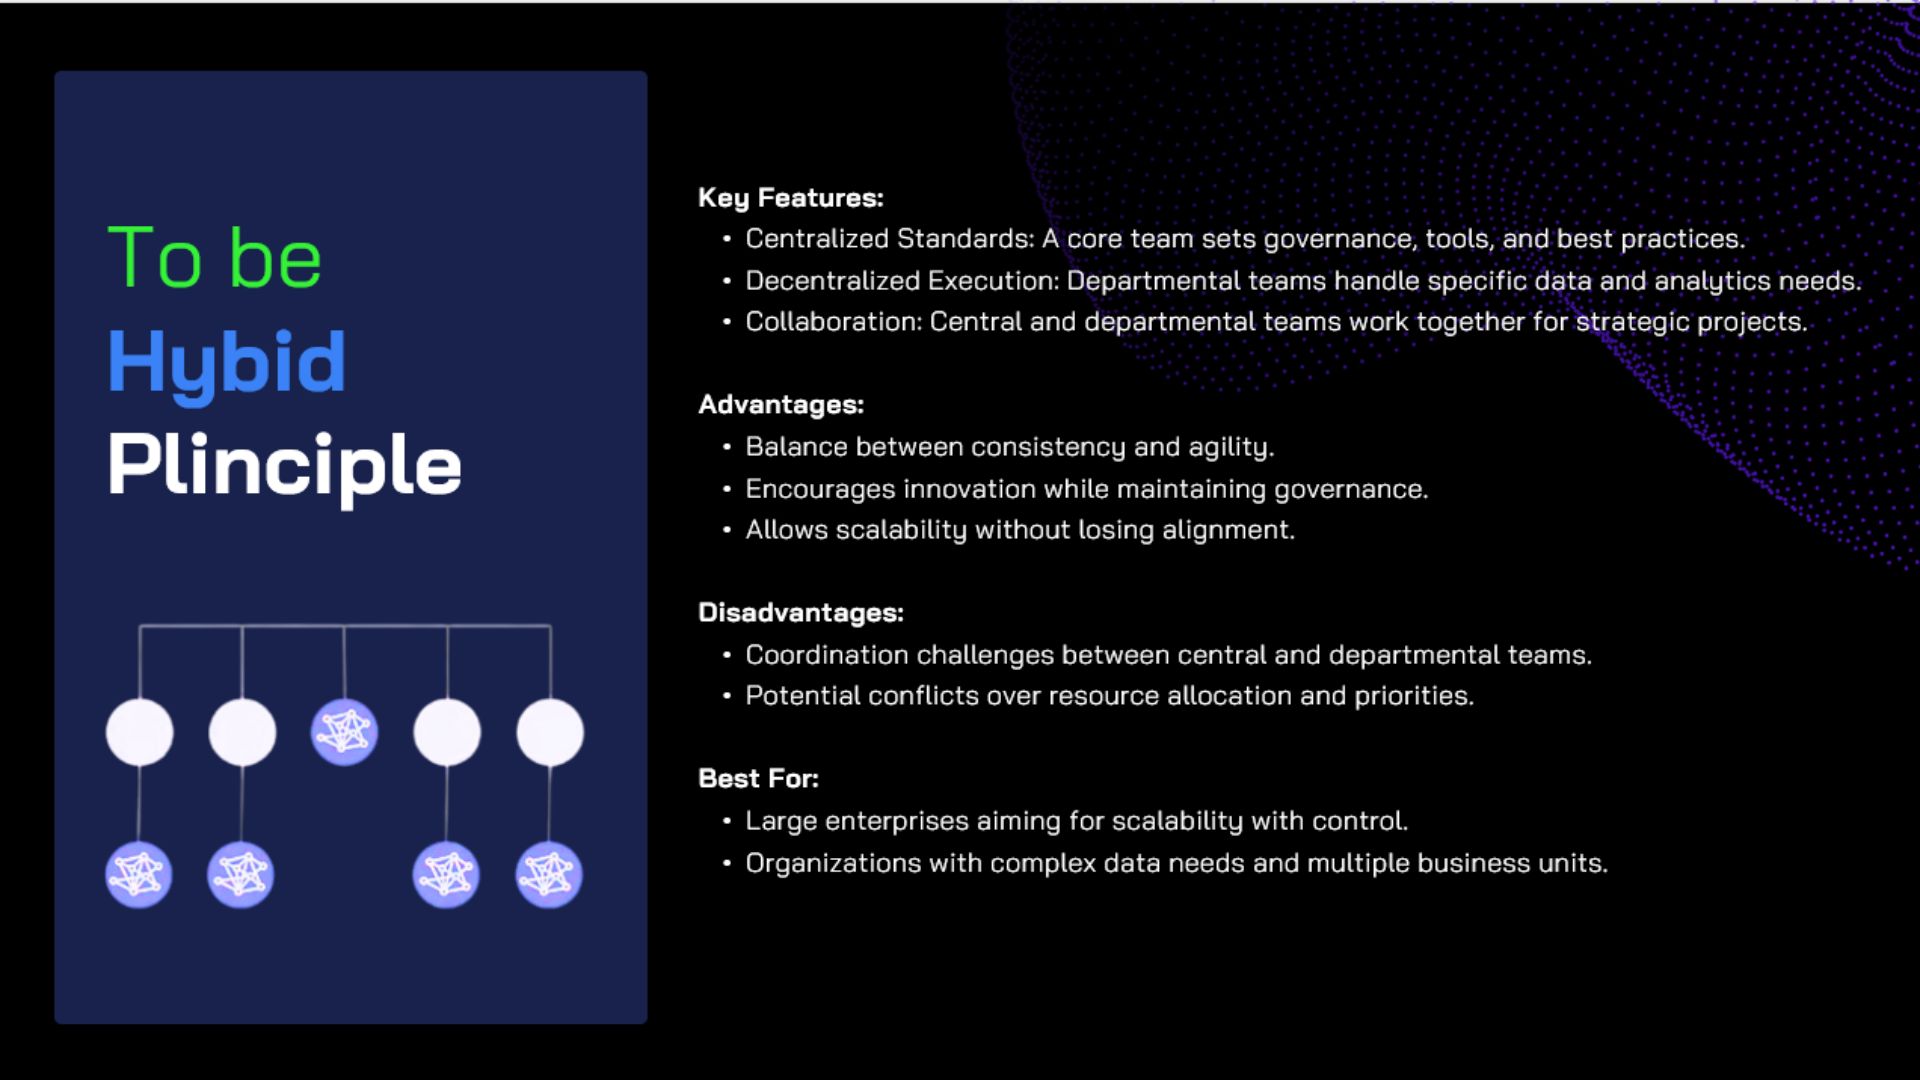 To be
Hybid
Plinciple
Key Features:
• Centralized Standards: A core team sets governance, tools, and best practices.
• Decentralized Execution: Departmental teams handle specific data and analytics needs.
• Collaboration: Central and departmental teams work together for strategic projects.
Advantages:
• Balance between consistency and agility.
• Encourages innovation while maintaining governance.
• Allows scalability without losing alignment.
Disadvantages:
• Coordination challenges between central and departmental teams.
• Potential conflicts over resource allocation and priorities.
Best For:
• Large enterprises aiming for scalability with control.
• Organizations with complex data needs and multiple business units.